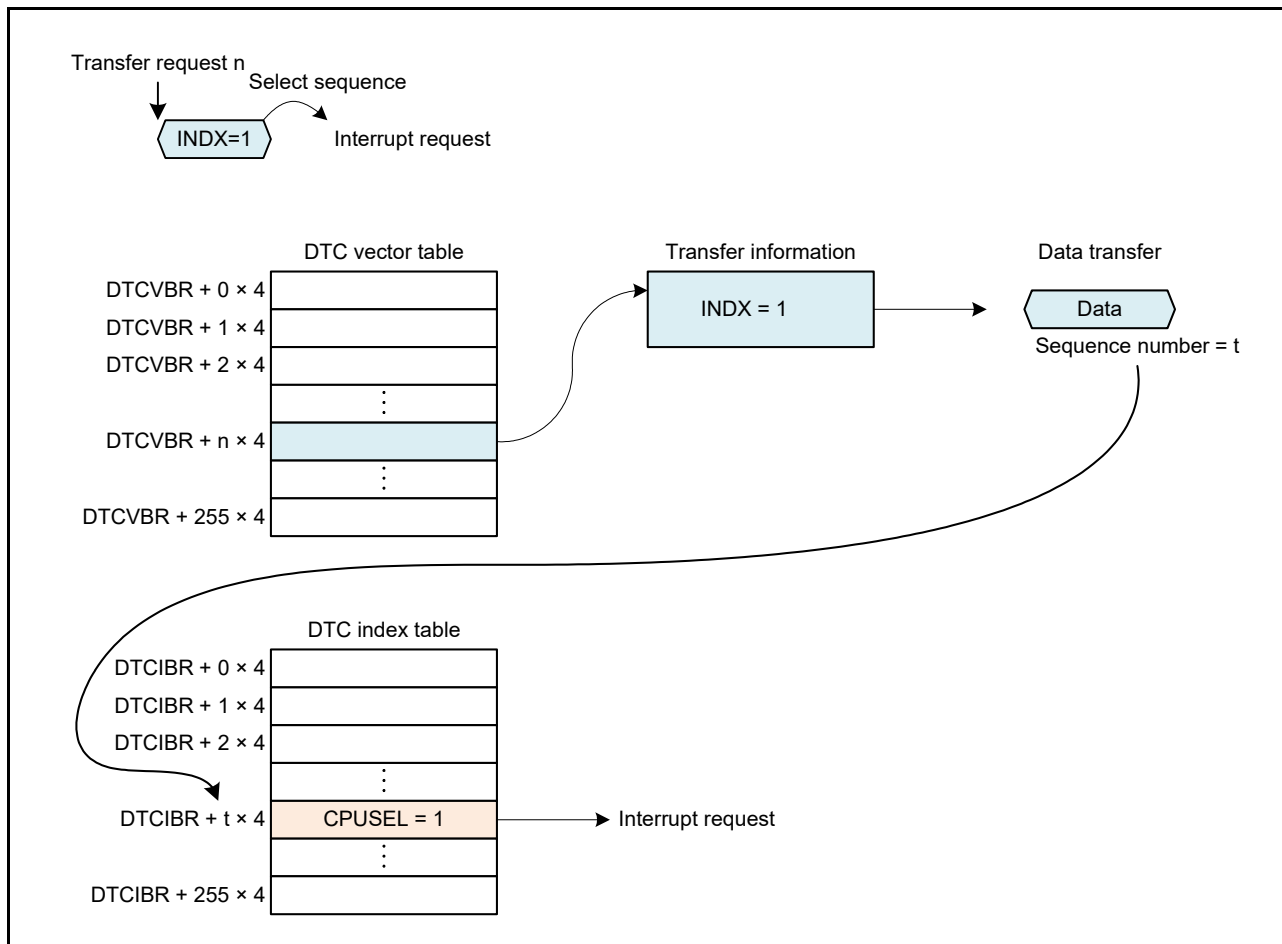 Transfer request n
Select sequence
INDX=1
Interrupt request
DTC vector table
Transfer information
Data transfer
DTCVBR + 0 × 4
DTCVBR + 1 × 4
DTCVBR + 2 × 4
⋮
DTCVBR + n × 4
⋮
DTCVBR + 255 × 4
INDX = 1
Data
Sequence number = t
DTC index table
DTCIBR + 0 × 4
DTCIBR + 1 × 4
DTCIBR + 2 × 4
⋮
DTCIBR + t × 4
CPUSEL = 1
Interrupt request
⋮
DTCIBR + 255 × 4